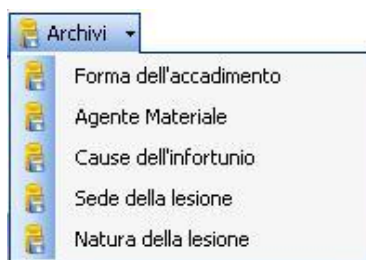 Archivi
Forma dell'accadimento
Agente Materiale
Cause dell'infortunio
Sede della lesione
Natura della lesione